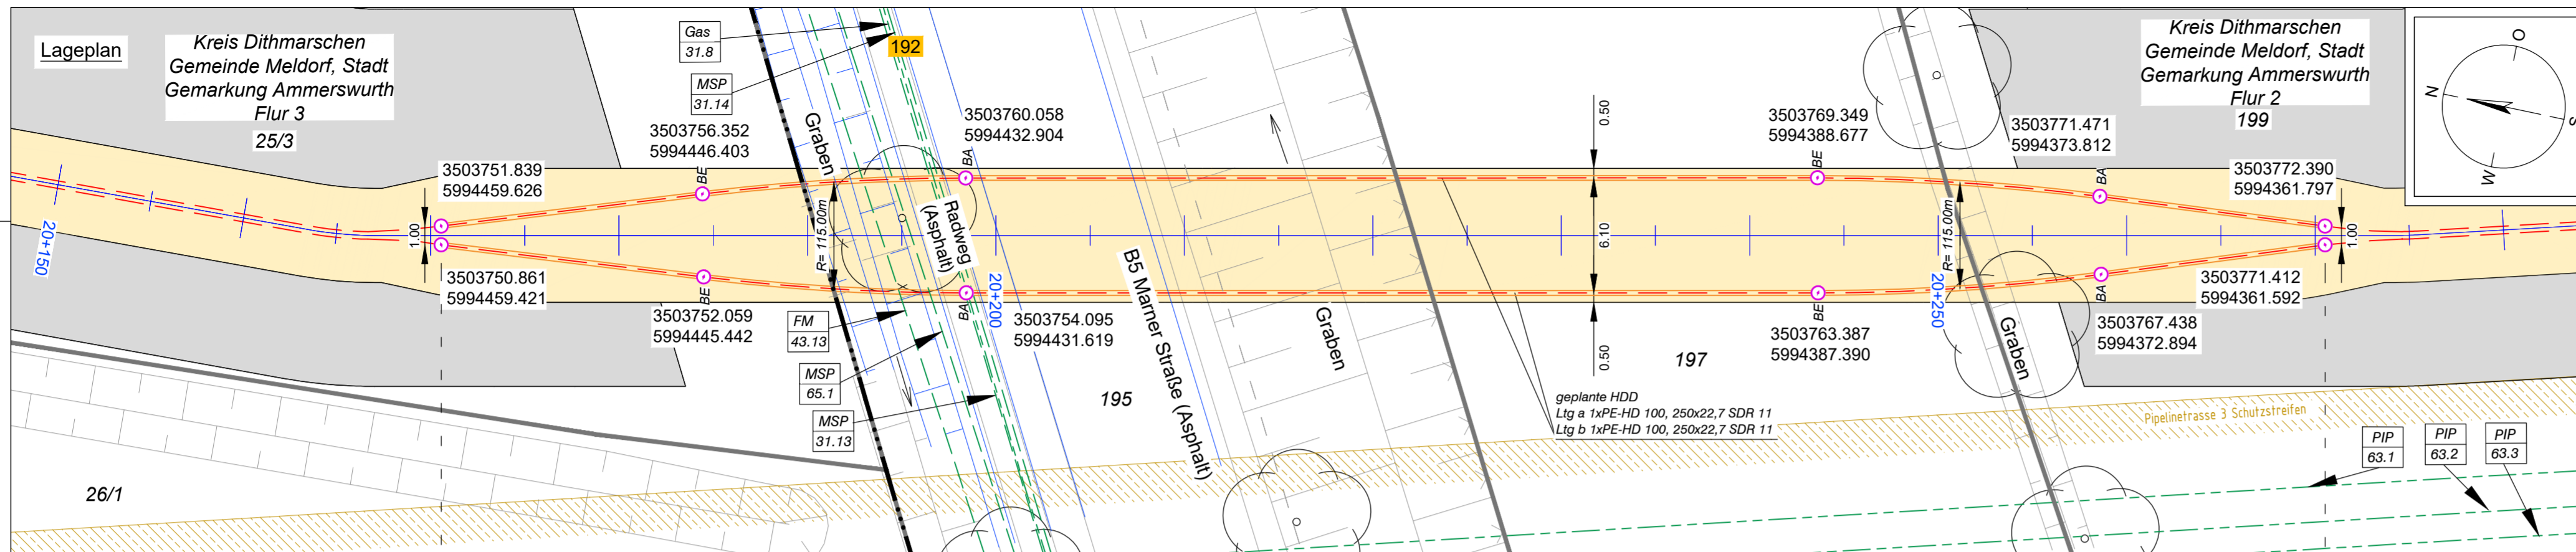 Lageplan
Kreis Dithmarschen
Gemeinde Meldorf, Stadt
Gemarkung Ammerswurth
Flur 3
25/3
20+150
3503751.839
5994459.626
1.00
3503750.861
5994459.421
26/1
Gas
31.8
MSP
31.14
192
3503756.352
5994446.403
BE
BE
3503752.059
5994445.442
Graben
R= 115.00m
FM
43.13
MSP
65.1
MSP
31.13
3503760.058
5994432.904
BA
Radweg
(Asphalt)
BA
20+200
3503754.095
5994431.619
195
B5 Marner Straße (Asphalt)
Graben
0.50
6.10
0.50
geplante HDD
Ltg a 1xPE-HD 100, 250x22,7 SDR 11
Ltg b 1xPE-HD 100, 250x22,7 SDR 11
197
3503769.349
5994388.677
BE
BE
3503763.387
5994387.390
20+250
R= 115.00m
Graben
3503771.471
5994373.812
BA
BA
3503767.438
5994372.894
Kreis Dithmarschen
Gemeinde Meldorf, Stadt
Gemarkung Ammerswurth
Flur 2
199
3503772.390
5994361.797
1.00
3503771.412
5994361.592
Pipelinetrasse 3 Schutzstreifen
PIP
63.1
PIP
63.2
PIP
63.3
N
O
S
W